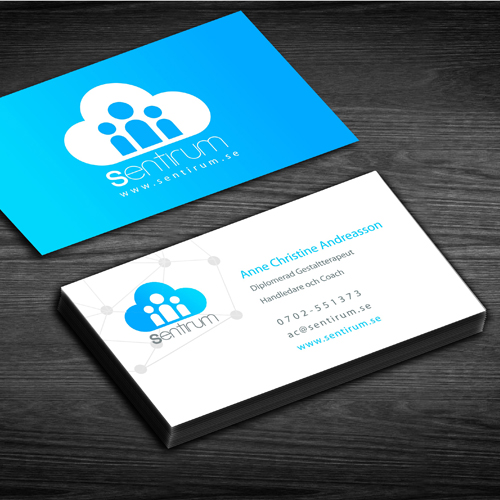 Sentirum
www.sentirum.se
Sentirum
Anne Christine Andreasson
Diplomerad Gestaltterapeut
Handledare och Coach
0702-551373
ac@sentirum.se
www.sentirum.se